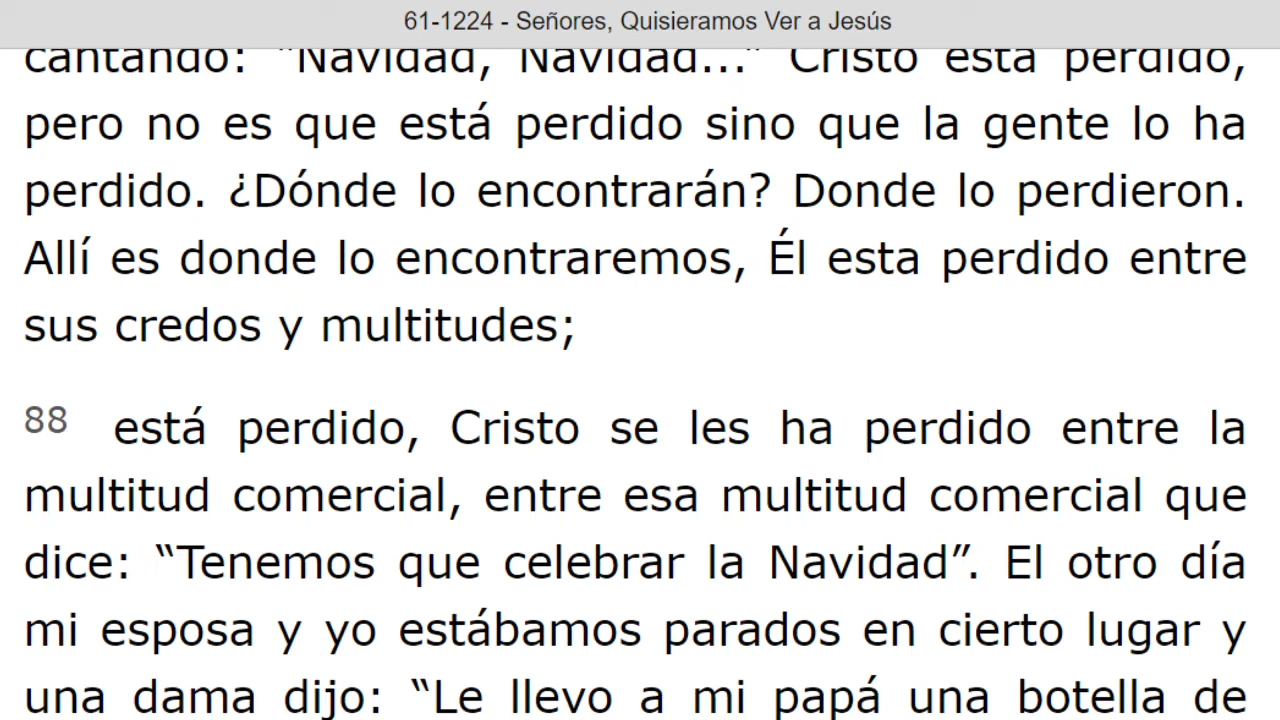 61-1224 - Señores, Quisieramos Ver a Jesús
cantando: “Navidad, Navidad...” Cristo está perdido,
pero no es que está perdido sino que la gente lo ha
perdido. ¿Dónde lo encontrarán? Donde lo perdieron.
Allí es donde lo encontraremos, Él esta perdido entre
sus credos y multitudes;
88 está perdido, Cristo se les ha perdido entre la
multitud comercial, entre esa multitud comercial que
dice: “Tenemos que celebrar la Navidad”. El otro día
mi esposa y yo estábamos parados en cierto lugar y
una dama dijo: “Le llevo a mi papá una botella de